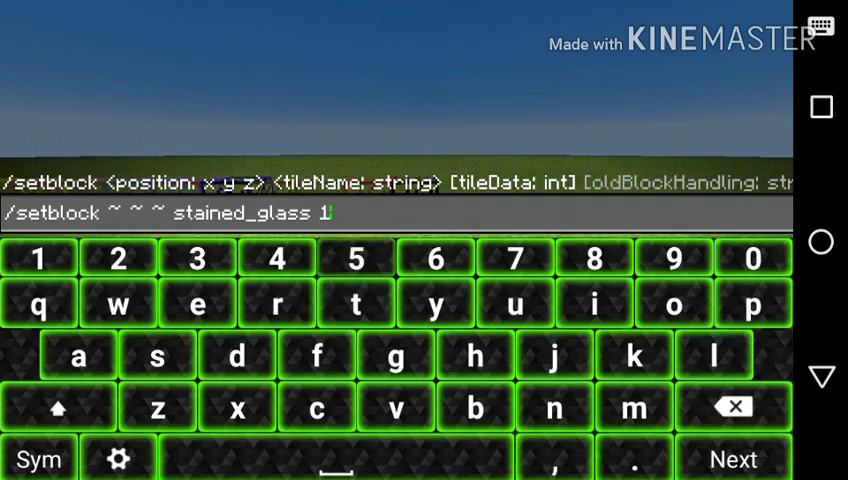 Made with KINEMASTER
/setblock <position: x y z> <tileName: string> [tileData: int] [oldBlockHandling: str
/setblock ~ ~ ~ stained_glass 1
1 2 3 4 5 6 7 8 9 0
q w e r t y u i o p
a s d f g h j k l
z x c v b n m
Sym , . Next